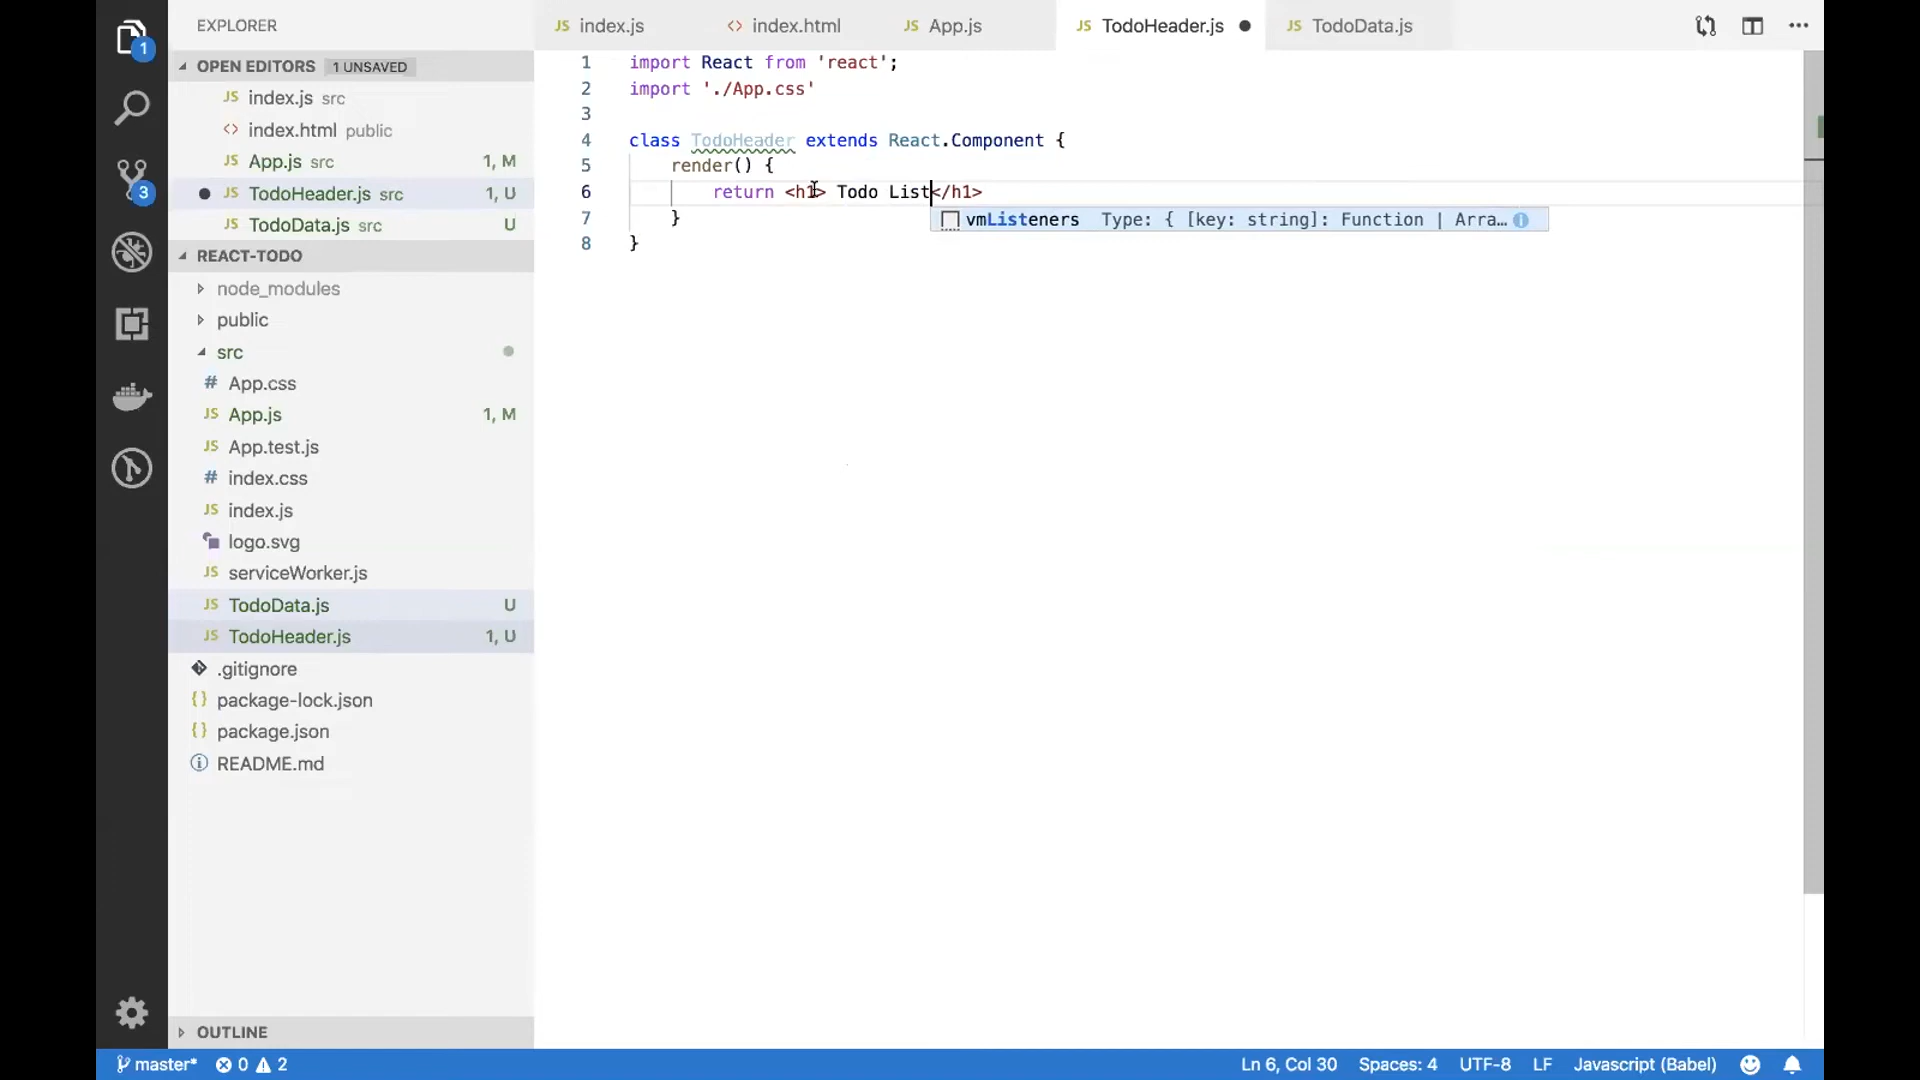 EXPLORER
index.js
index.html
App.js
TodoHeader.js
TodoData.js
1
OPEN EDITORS 1 UNSAVED
index.js src
index.html public
App.js src 1, M
TodoHeader.js src 1, U
TodoData.js src U
3
REACT-TODO
node_modules
public
src
App.css
App.js 1, M
App.test.js
index.css
index.js
logo.svg
serviceWorker.js
TodoData.js U
TodoHeader.js 1, U
.gitignore
package-lock.json
package.json
README.md
OUTLINE
1 import React from 'react';
2 import './App.css'
3
4 class TodoHeader extends React.Component {
5 render() {
6 return <h1> Todo List</h1>
7 }
8 }
vmListeners Type: { [key: string]: Function | Arra…
master* 0 2
Ln 6, Col 30 Spaces: 4 UTF-8 LF Javascript (Babel)